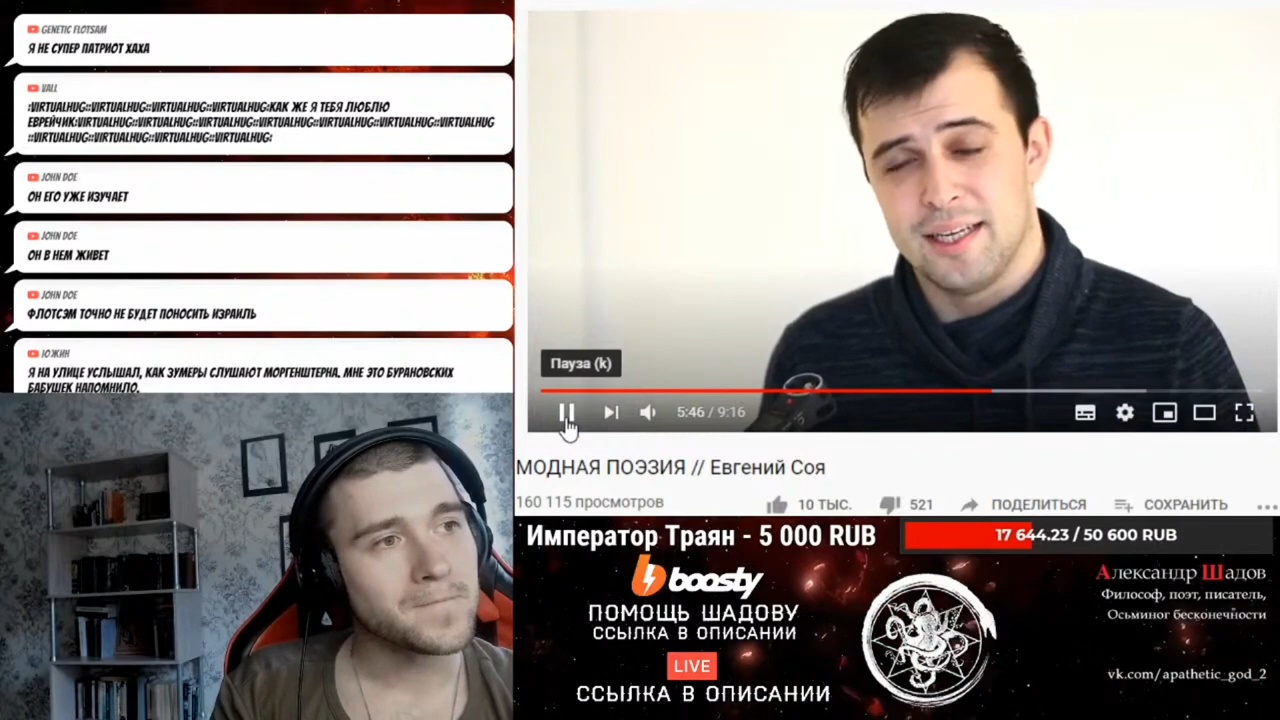 GENETIC FLOTSAM
Я НЕ СУПЕР ПАТРИОТ ХАХА
VALL
:VIRTUALHUG::VIRTUALHUG::VIRTUALHUG::VIRTUALHUG:КАК ЖЕ Я ТЕБЯ ЛЮБЛЮ
ЕВРЕЙЧИК:VIRTUALHUG::VIRTUALHUG::VIRTUALHUG::VIRTUALHUG::VIRTUALHUG::VIRTUALHUG::VIRTUALHUG
::VIRTUALHUG::VIRTUALHUG::VIRTUALHUG::VIRTUALHUG:
JOHN DOE
ОН ЕГО УЖЕ ИЗУЧАЕТ
JOHN DOE
ОН В НЕМ ЖИВЕТ
JOHN DOE
ФЛОТСЭМ ТОЧНО НЕ БУДЕТ ПОНОСИТЬ ИЗРАИЛЬ
ЮЖИН
Я НА УЛИЦЕ УСЛЫШАЛ, КАК ЗУМЕРЫ СЛУШАЮТ МОРГЕНШТЕРНА. МНЕ ЭТО БУРАНОВСКИХ
БАБУШЕК НАПОМНИЛО.
Пауза (k)
5:46 / 9:16
МОДНАЯ ПОЭЗИЯ // Евгений Соя
160 115 просмотров
10 ТЫС.
521
ПОДЕЛИТЬСЯ
СОХРАНИТЬ
Император Траян - 5 000 RUB
17 644.23 / 50 600 RUB
boosty
ПОМОЩЬ ШАДОВУ
ССЫЛКА В ОПИСАНИИ
LIVE
ССЫЛКА В ОПИСАНИИ
Александр Шадов
Философ, поэт, писатель,
Осьминог бесконечности
vk.com/apathetic_god_2